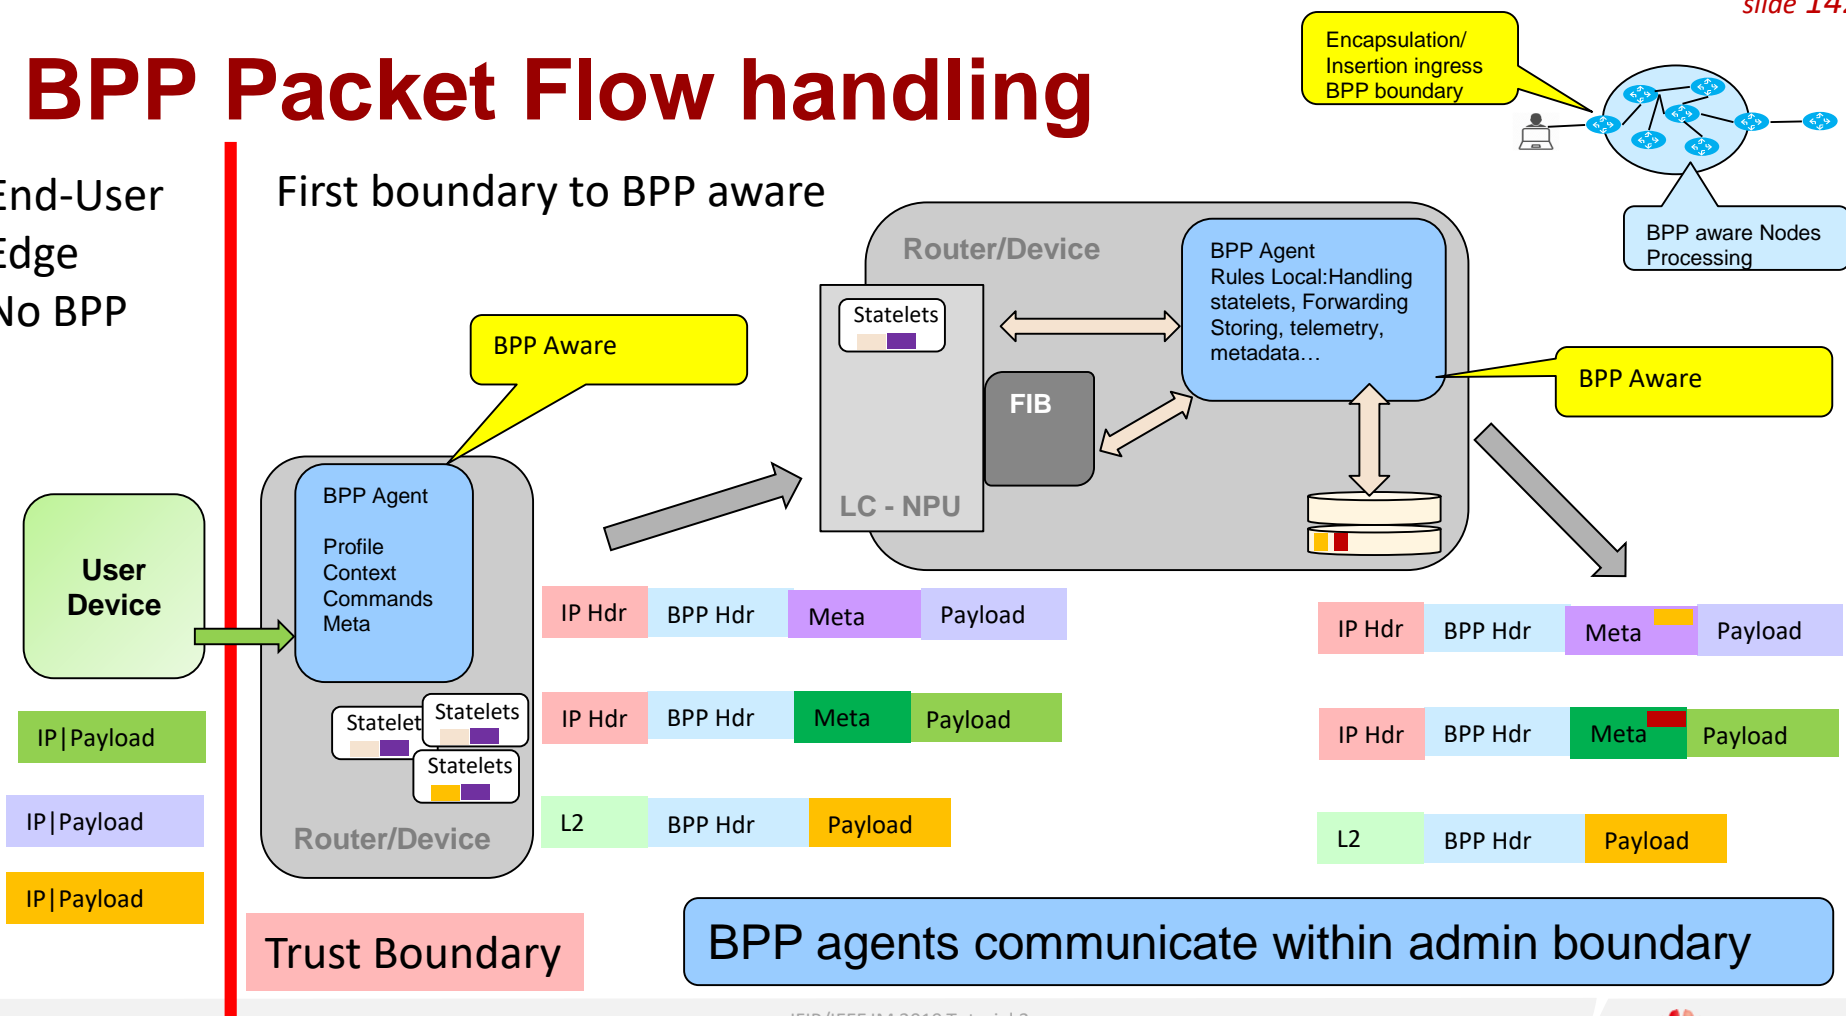 slide 14
BPP Packet Flow handling
Encapsulation/
Insertion ingress
BPP boundary
BPP aware Nodes
Processing
End-User
Edge
No BPP
First boundary to BPP aware
Router/Device
BPP Agent
Rules Local:Handling
statelets, Forwarding
Storing, telemetry,
metadata…
Statelets
FIB
LC - NPU
BPP Aware
BPP Aware
User
Device
BPP Agent
Profile
Context
Commands
Meta
Statelet
Statelets
Statelets
Router/Device
IP|Payload
IP|Payload
IP|Payload
IP Hdr BPP Hdr Meta Payload
IP Hdr BPP Hdr Meta Payload
L2 BPP Hdr Payload
IP Hdr BPP Hdr Meta Payload
IP Hdr BPP Hdr Meta Payload
L2 BPP Hdr Payload
Trust Boundary
BPP agents communicate within admin boundary